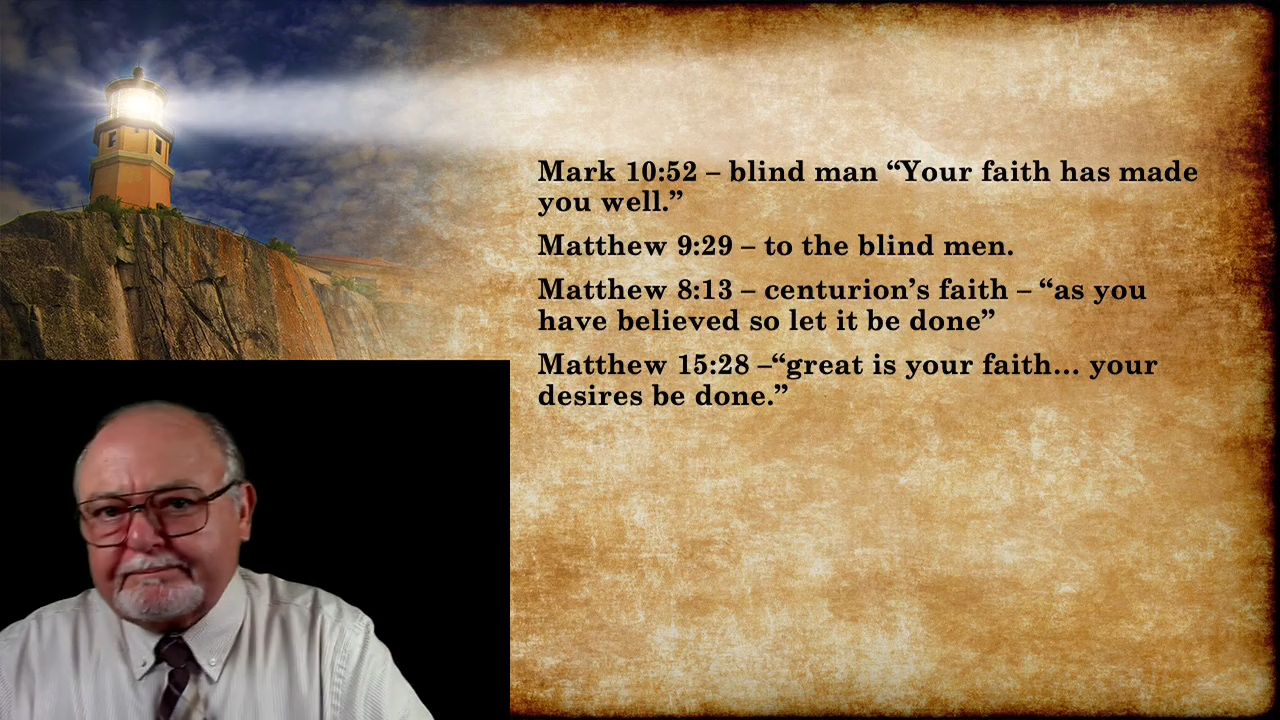 Mark 10:52 – blind man “Your faith has made
you well.”
Matthew 9:29 – to the blind men.
Matthew 8:13 – centurion’s faith – “as you
have believed so let it be done”
Matthew 15:28 –“great is your faith… your
desires be done.”